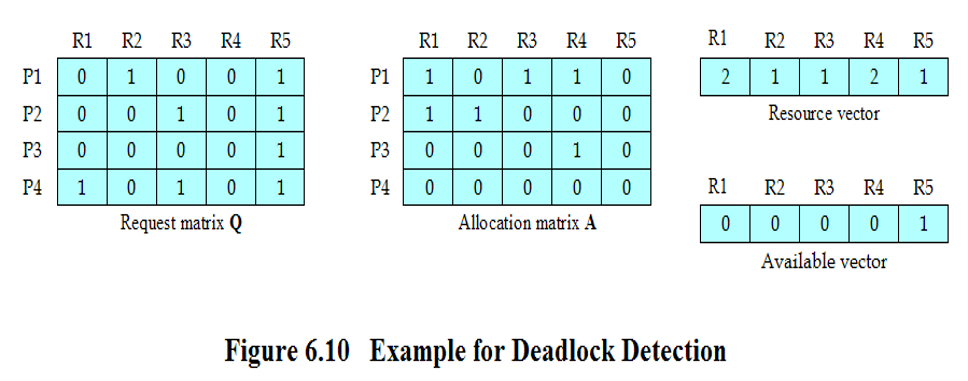 R1 R2 R3 R4 R5
P1 0 1 0 0 1
P2 0 0 1 0 1
P3 0 0 0 0 1
P4 1 0 1 0 1
Request matrix Q
R1 R2 R3 R4 R5
P1 1 0 1 1 0
P2 1 1 0 0 0
P3 0 0 0 1 0
P4 0 0 0 0 0
Allocation matrix A
R1 R2 R3 R4 R5
2 1 1 2 1
Resource vector
R1 R2 R3 R4 R5
0 0 0 0 1
Available vector
Figure 6.10 Example for Deadlock Detection